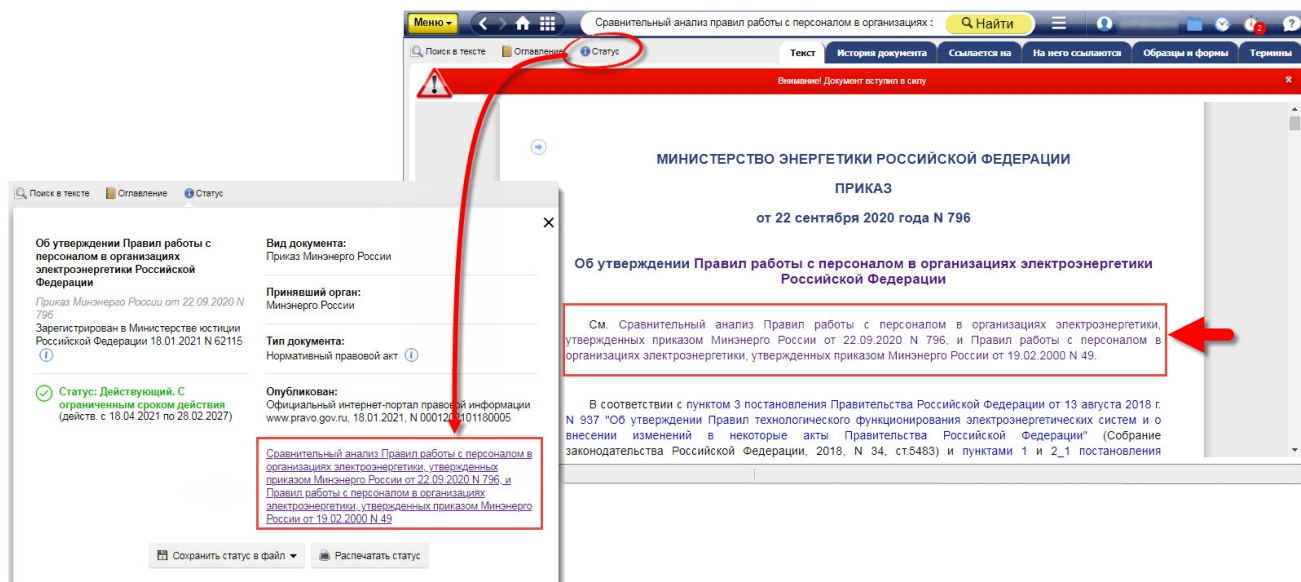 Меню
Сравнительный анализ правил работы с персоналом в организациях :
Найти
2
?
Поиск в тексте
Оглавление
Статус
Текст
История документа
Ссылается на
На него ссылаются
Образцы и формы
Термины
Внимание! Документ вступил в силу
МИНИСТЕРСТВО ЭНЕРГЕТИКИ РОССИЙСКОЙ ФЕДЕРАЦИИ
ПРИКАЗ
от 22 сентября 2020 года N 796
Об утверждении Правил работы с персоналом в организациях электроэнергетики
Российской Федерации
См. Сравнительный анализ Правил работы с персоналом в организациях электроэнергетики,
утвержденных приказом Минэнерго России от 22.09.2020 N 796, и Правил работы с персоналом в
организациях электроэнергетики, утвержденных приказом Минэнерго России от 19.02.2000 N 49.
В соответствии с пунктом 3 постановления Правительства Российской Федерации от 13 августа 2018 г.
N 937 "Об утверждении Правил технологического функционирования электроэнергетических систем и о
внесении изменений в некоторые акты Правительства Российской Федерации" (Собрание
законодательства Российской Федерации, 2018, N 34, ст.5483) и пунктами 1 и 2_1 постановления
Поиск в тексте
Оглавление
Статус
Об утверждении Правил работы с
персоналом в организациях
электроэнергетики Российской
Федерации
Приказ Минэнерго России от 22.09.2020 N
796
Зарегистрирован в Министерстве юстиции
Российской Федерации 18.01.2021 N 62115
Статус: Действующий. С
ограниченным сроком действия
(действ. с 18.04.2021 по 28.02.2027)
Вид документа:
Приказ Минэнерго России
Принявший орган:
Минэнерго России
Тип документа:
Нормативный правовой акт
Опубликован:
Официальный интернет-портал правовой информации
www.pravo.gov.ru, 18.01.2021, N 0001202101180005
Сравнительный анализ Правил работы с персоналом в
организациях электроэнергетики, утвержденных
приказом Минэнерго России от 22.09.2020 N 796, и
Правил работы с персоналом в организациях
электроэнергетики, утвержденных приказом Минэнерго
России от 19.02.2000 N 49
Сохранить статус в файл
Распечатать статус